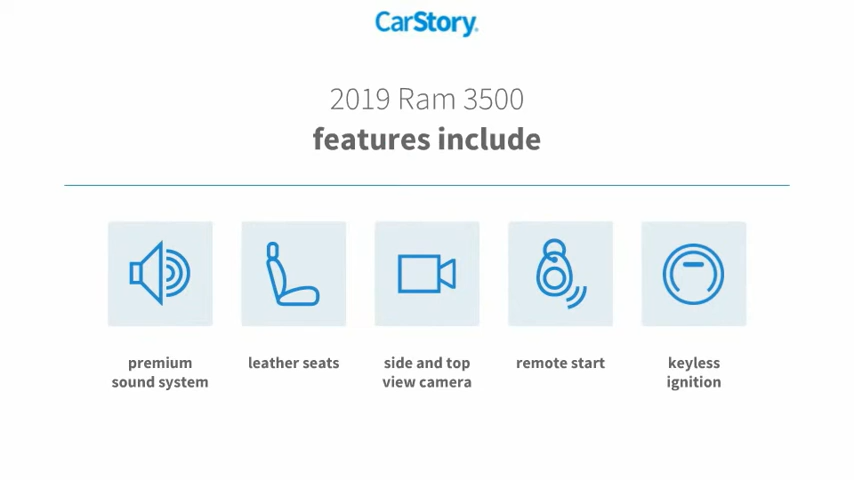 CarStory
2019 Ram 3500
features include
premium
sound system
leather seats
side and top
view camera
remote start
keyless
ignition